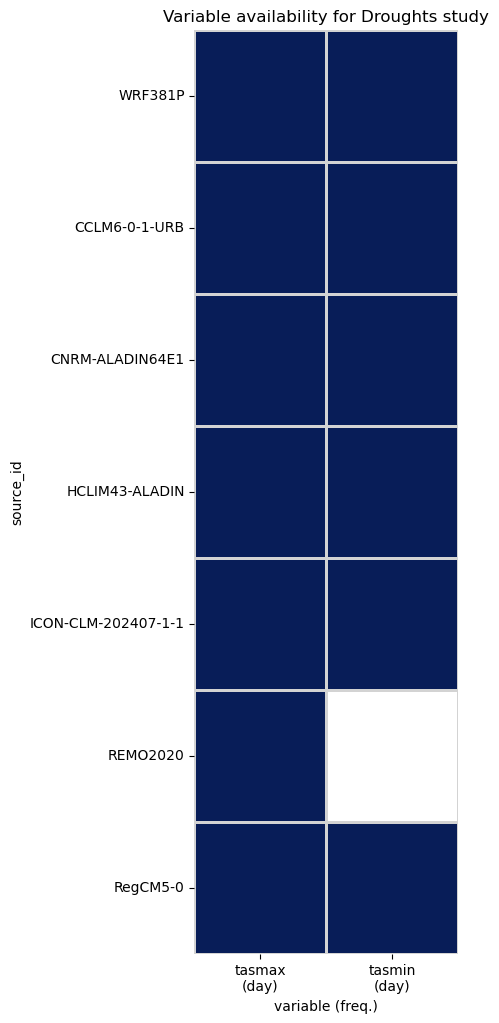 Variable availability for Droughts study
WRF381P
CCLM6-0-1-URB
CNRM-ALADIN64E1
HCLIM43-ALADIN
source_id
ICON-CLM-202407-1-1
REMO2020
RegCM5-0
tasmax
(day)
tasmin
(day)
variable (freq.)